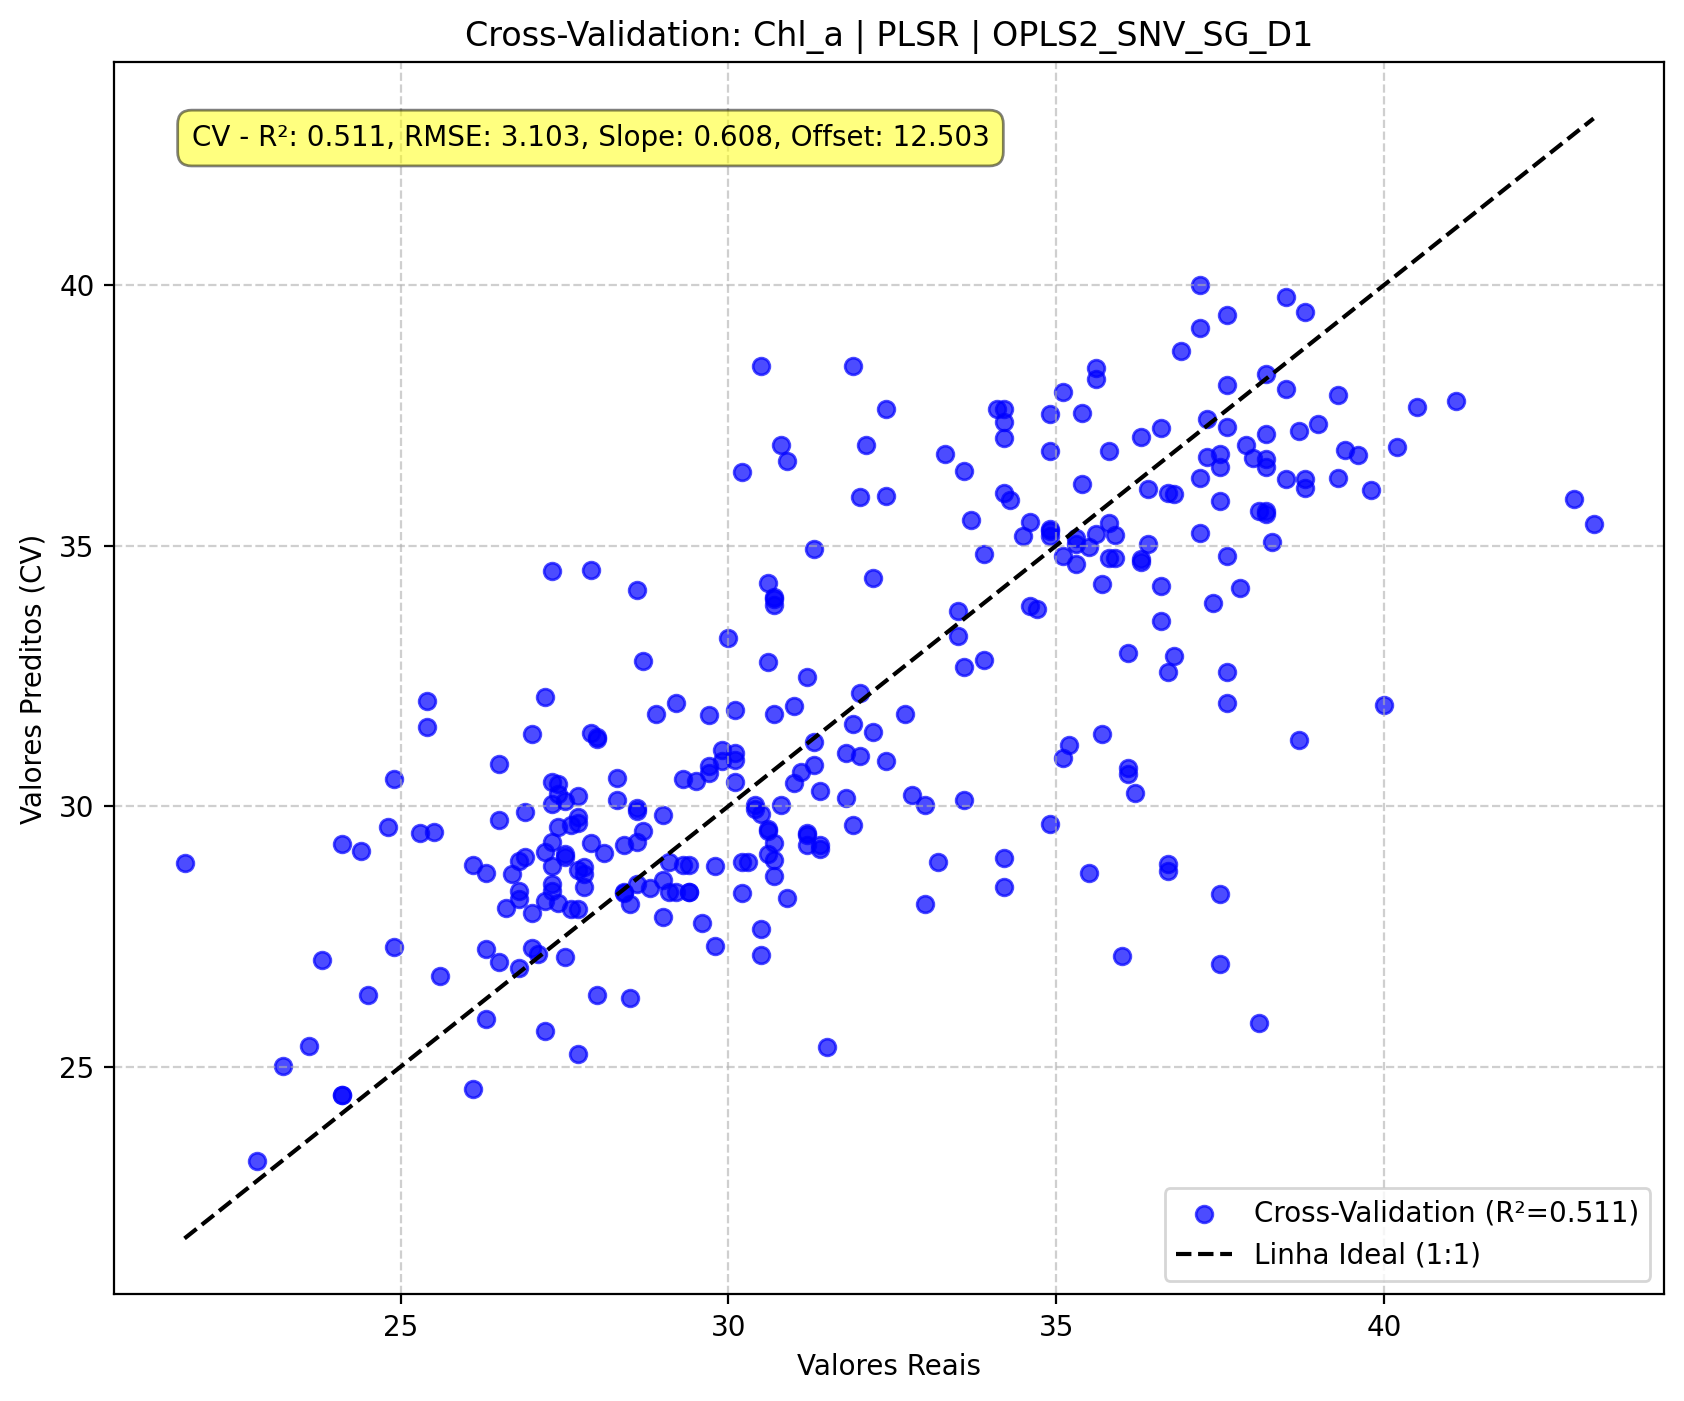 Cross-Validation: Chl_a | PLSR | OPLS2_SNV_SG_D1
CV - R²: 0.511, RMSE: 3.103, Slope: 0.608, Offset: 12.503
Valores Preditos (CV)
40
35
30
25
Cross-Validation (R²=0.511)
Linha Ideal (1:1)
25 30 35 40
Valores Reais